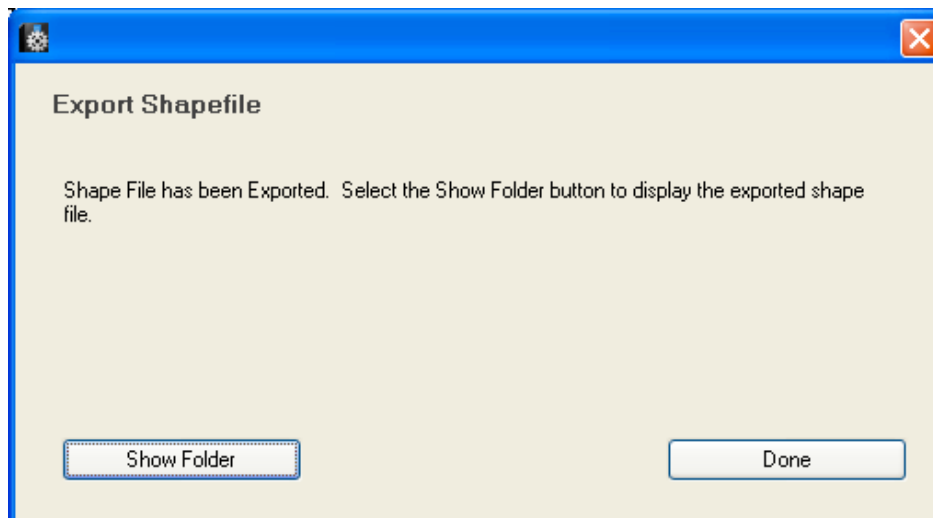 Export Shapefile
Shape File has been Exported.  Select the Show Folder button to display the exported shape
file.
Show Folder
Done